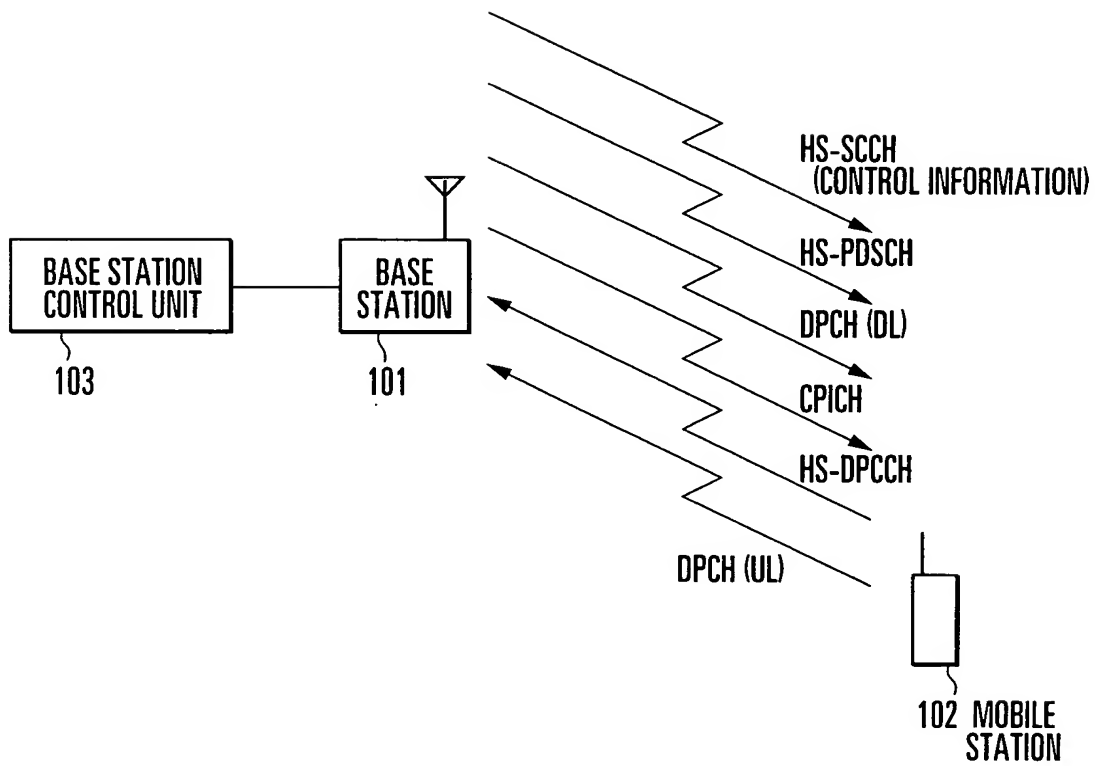 HS-SCCH
(CONTROL INFORMATION)
HS-PDSCH
DPCH (DL)
CPICH
HS-DPCCH
DPCH (UL)
BASE STATION
CONTROL UNIT
103
BASE
STATION
101
102 MOBILE
STATION